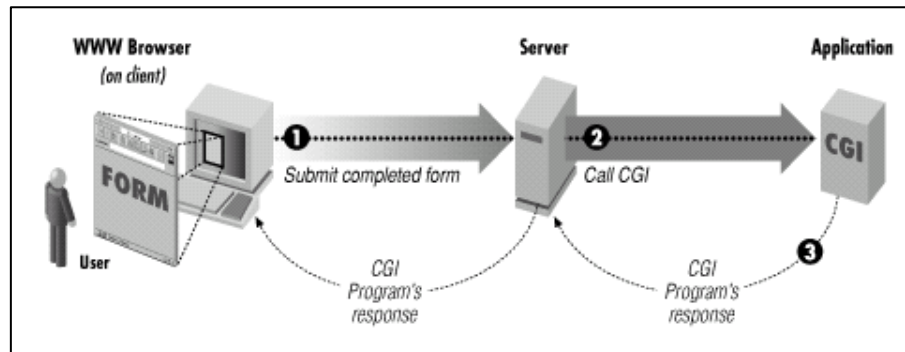 WWW Browser
(on client)
Server
Application
FORM
User
1
Submit completed form
2
Call CGI
CGI
3
CGI
Program's
response
CGI
Program's
response